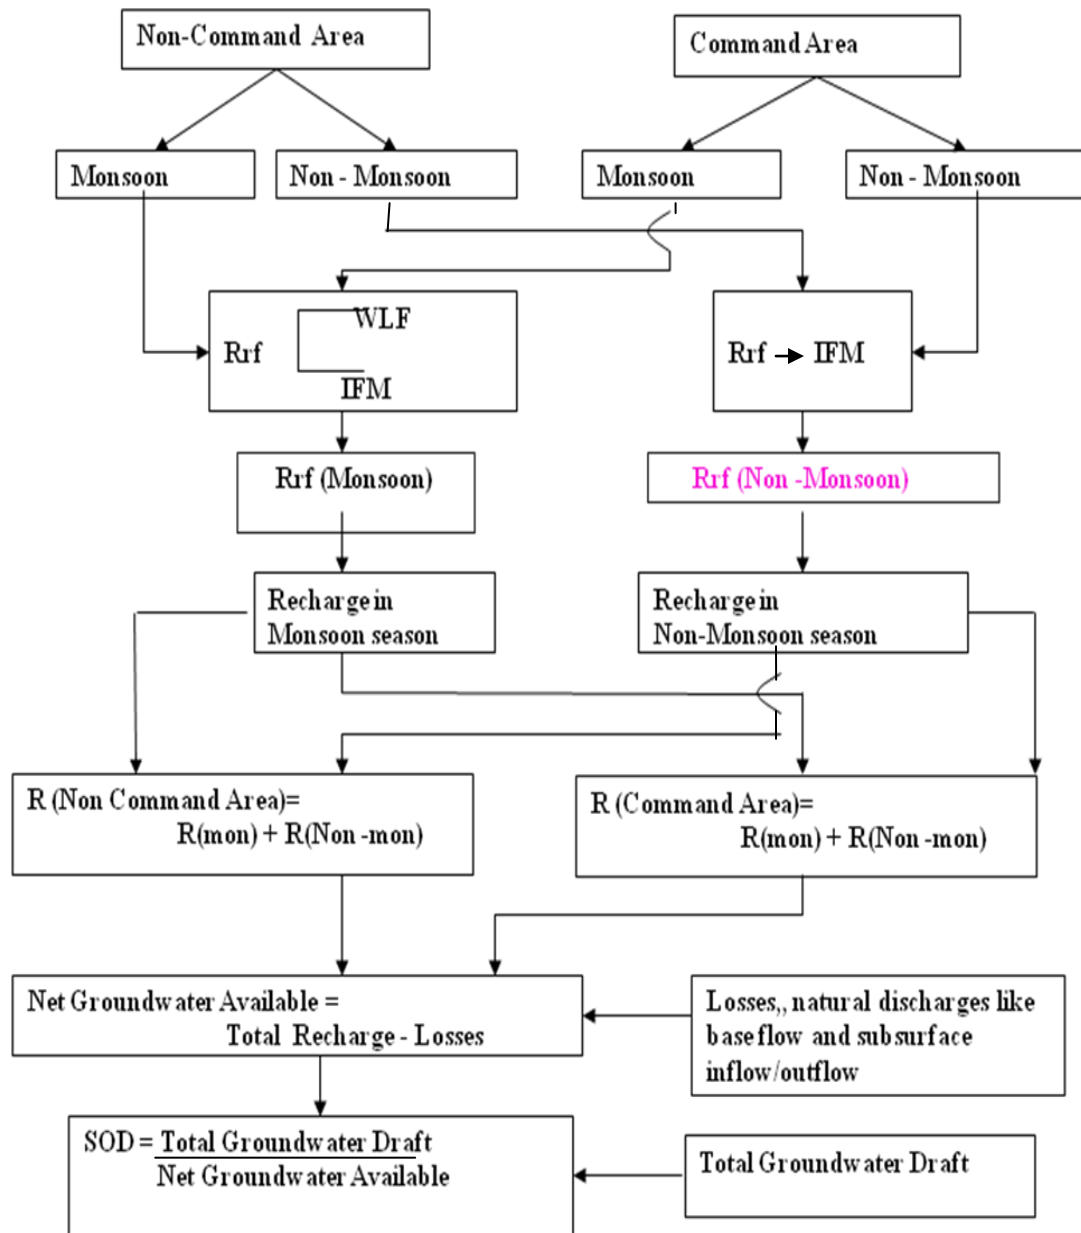 Non-Command Area
Command Area
Monsoon
Non - Monsoon
Monsoon
Non - Monsoon
WLF
Rrf
IFM
Rrf IFM
Rrf (Monsoon)
Rrf (Non -Monsoon)
Recharge in
Monsoon season
Recharge in
Non-Monsoon season
R (Non Command Area)=
R(mon) + R(Non -mon)
R (Command Area)=
R(mon) + R(Non -mon)
Net Groundwater Available =
Total Recharge - Losses
Losses,, natural discharges like
baseflow and subsurface
inflow/outflow
SOD = Total Groundwater Draft
Net Groundwater Available
Total Groundwater Draft